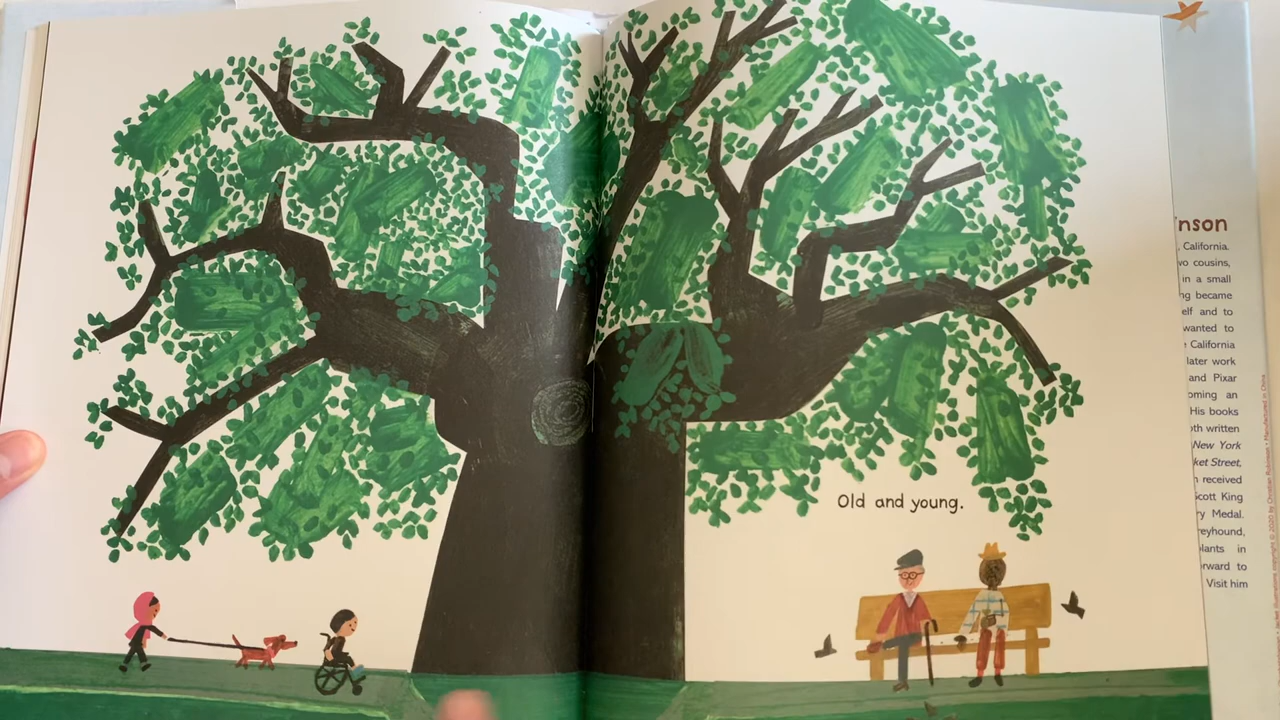 Old and young.
nson
, California.
wo cousins,
in a small
ng became
elf and to
wanted to
California
later work
and Pixar
oming an
His books
oth written
New York
ket Street,
n received
Scott King
ry Medal.
reyhound,
plants in
rward to
Visit him